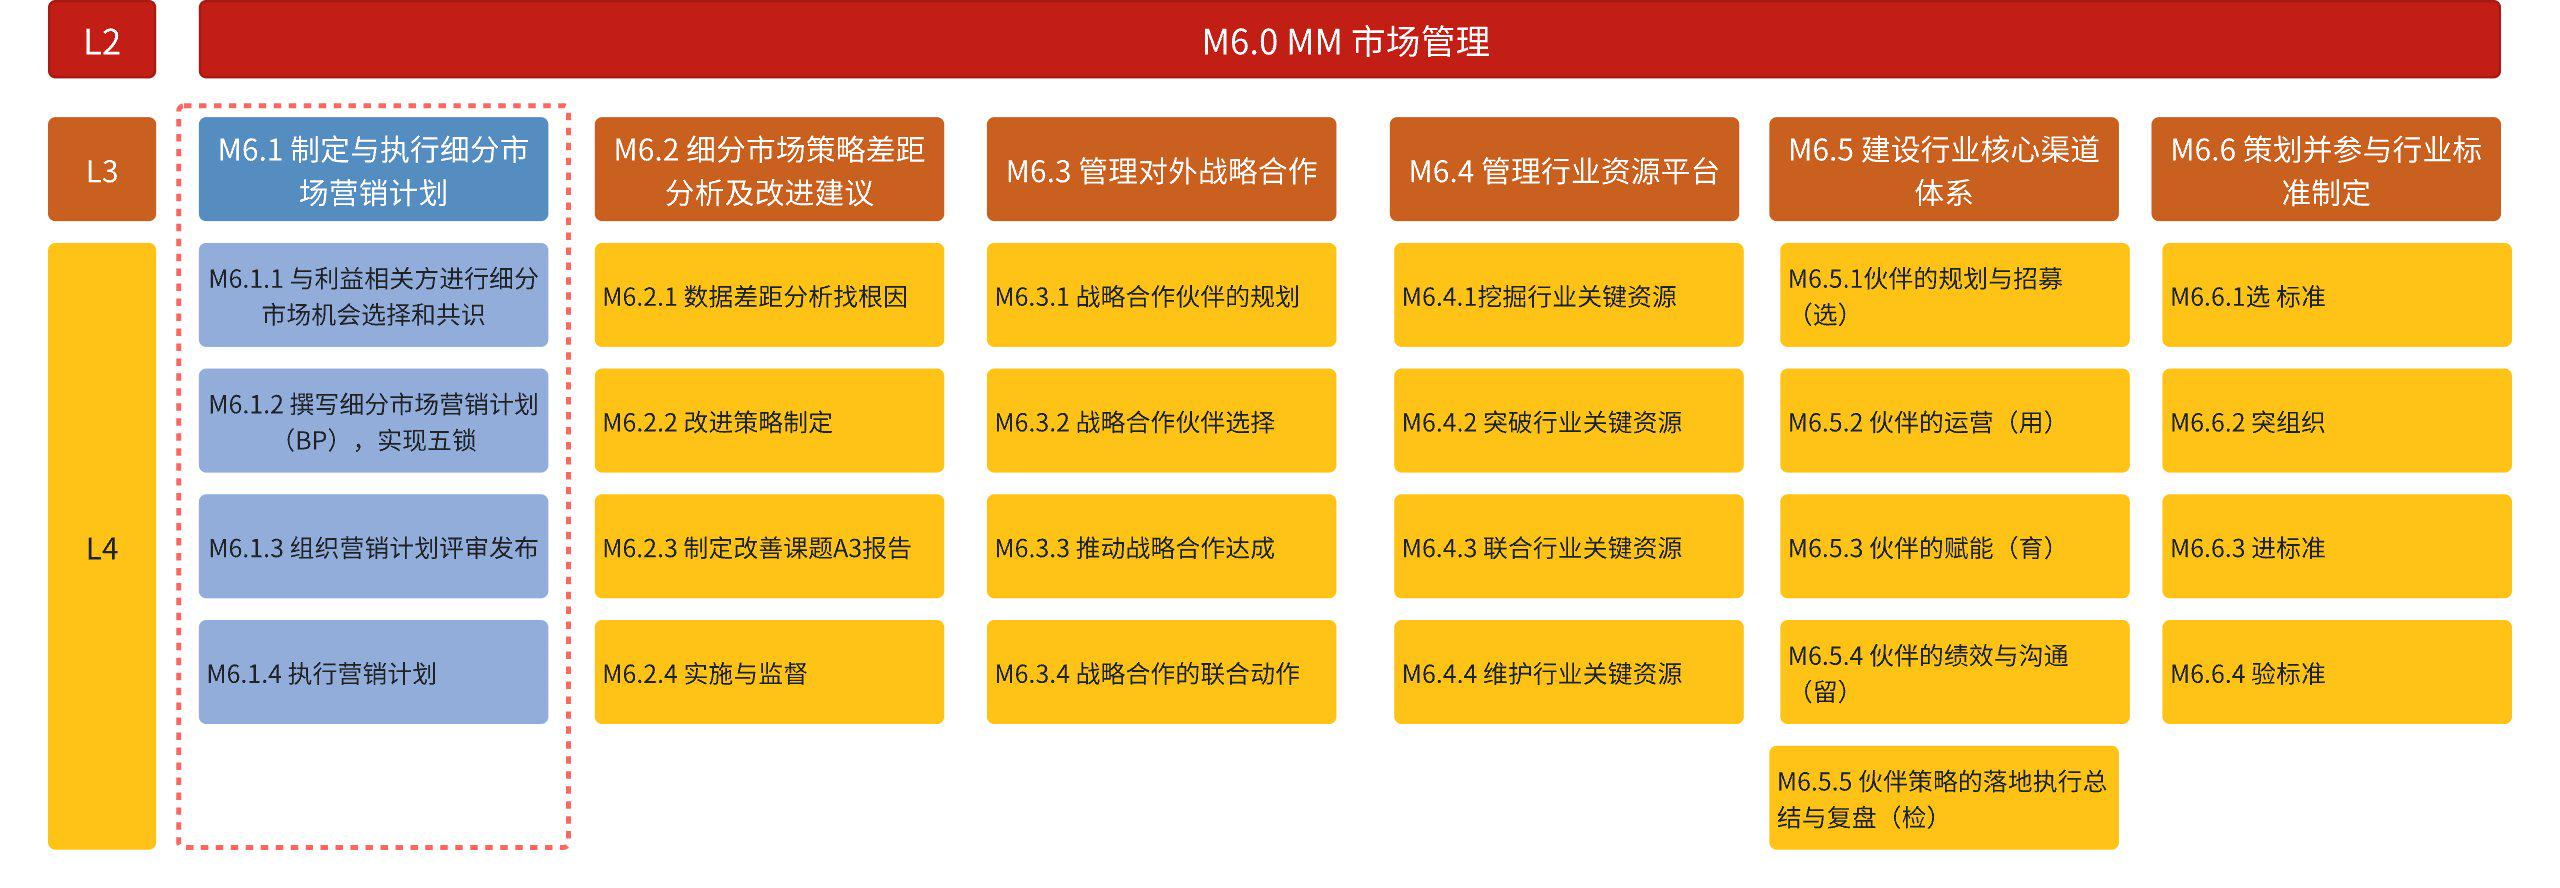 L2
M6.0 MM 市场管理
L3
M6.1 制定与执行细分市
场营销计划
M6.2 细分市场策略差距
分析及改进建议
M6.3 管理对外战略合作
M6.4 管理行业资源平台
M6.5 建设行业核心渠道
体系
M6.6 策划并参与行业标
准制定
L4
M6.1.1 与利益相关方进行细分
市场机会选择和共识
M6.2.1 数据差距分析找根因
M6.3.1 战略合作伙伴的规划
M6.4.1挖掘行业关键资源
M6.5.1伙伴的规划与招募
（选）
M6.6.1选 标准
M6.1.2 撰写细分市场营销计划
（BP），实现五锁
M6.2.2 改进策略制定
M6.3.2 战略合作伙伴选择
M6.4.2 突破行业关键资源
M6.5.2 伙伴的运营（用）
M6.6.2 突组织
M6.1.3 组织营销计划评审发布
M6.2.3 制定改善课题A3报告
M6.3.3 推动战略合作达成
M6.4.3 联合行业关键资源
M6.5.3 伙伴的赋能（育）
M6.6.3 进标准
M6.1.4 执行营销计划
M6.2.4 实施与监督
M6.3.4 战略合作的联合动作
M6.4.4 维护行业关键资源
M6.5.4 伙伴的绩效与沟通
（留）
M6.6.4 验标准
M6.5.5 伙伴策略的落地执行总
结与复盘（检）